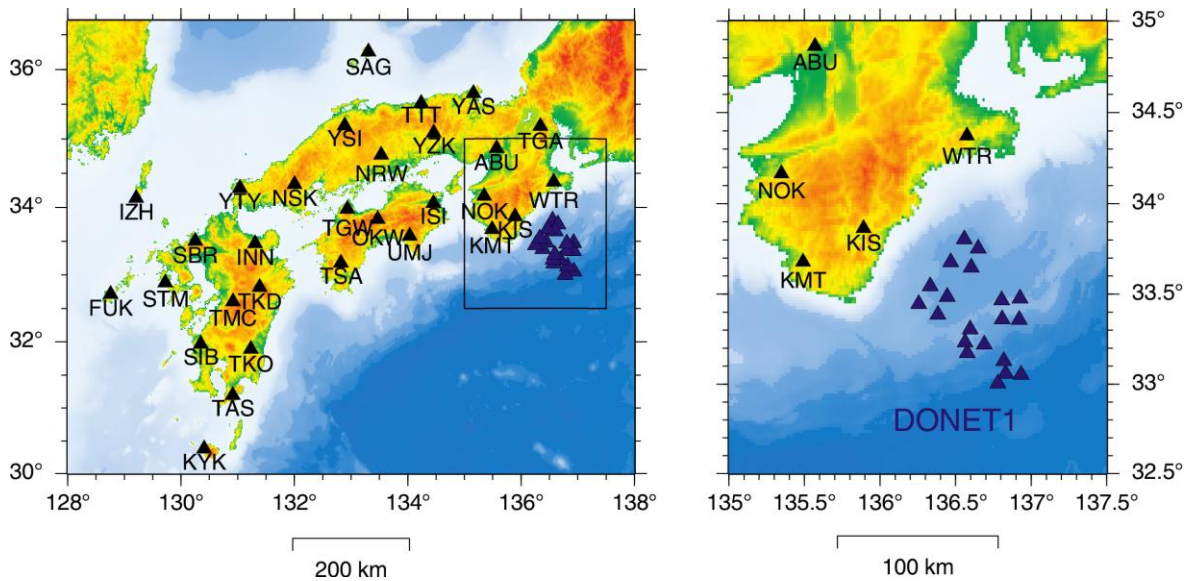 36°
34°
32°
30°
128
130
132
134
136
138
SAG
TTT
YAS
YSI
YZK
TGA
NRW
ABU
YTY
NSK
WTR
IZH
TGW
ISI
NOK
OKW
KIS
SBR
INN
UMJ
KMT
TSA
FUK
STM
TKD
TMC
SIB
TKO
TAS
KYK
200 km
35°
34.5°
34°
33.5°
33°
32.5°
135°
135.5°
136°
136.5°
137°
137.5°
ABU
WTR
NOK
KIS
KMT
DONET1
100 km